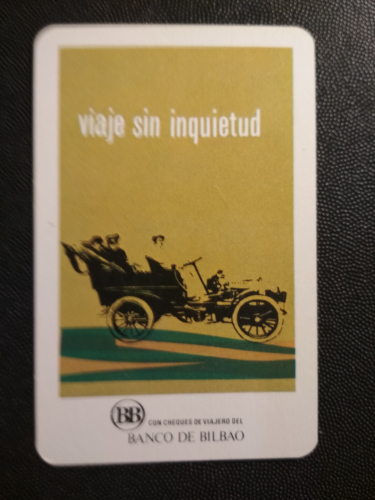 viaje sin inquietud
BB CON CHEQUES DE VIAJERO DEL
BANCO DE BILBAO